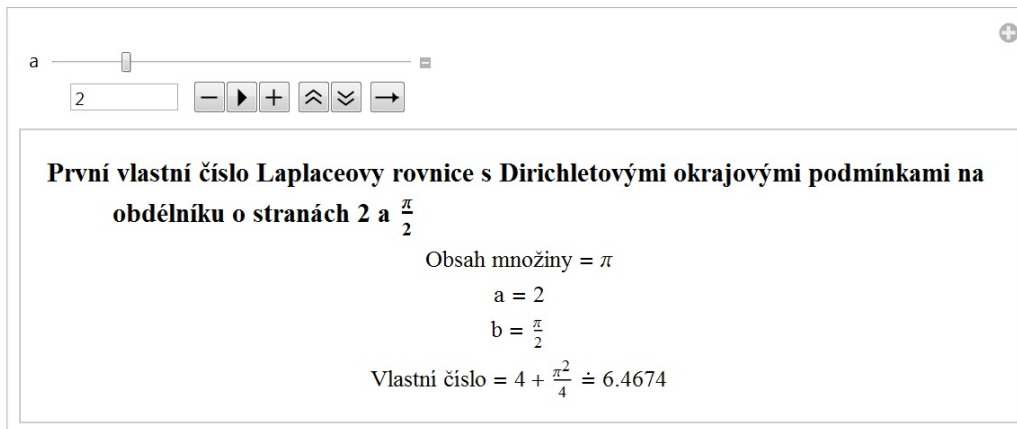 a
2
První vlastní číslo Laplaceovy rovnice s Dirichletovými okrajovými podmínkami na
obdélníku o stranách 2 a π/2
Obsah množiny = π
a = 2
b = π/2
Vlastní číslo = 4 + π²/4 ≐ 6.4674